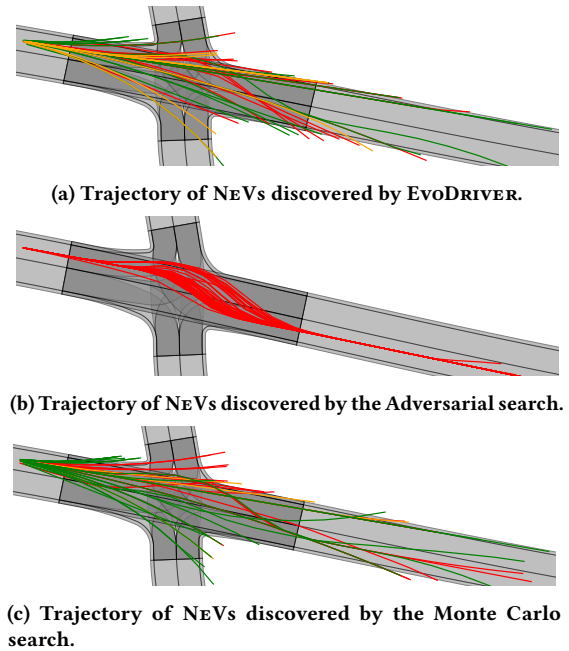 (a) Trajectory of NeVs discovered by EvoDriver.
(b) Trajectory of NeVs discovered by the Adversarial search.
(c) Trajectory of NeVs discovered by the Monte Carlo
search.